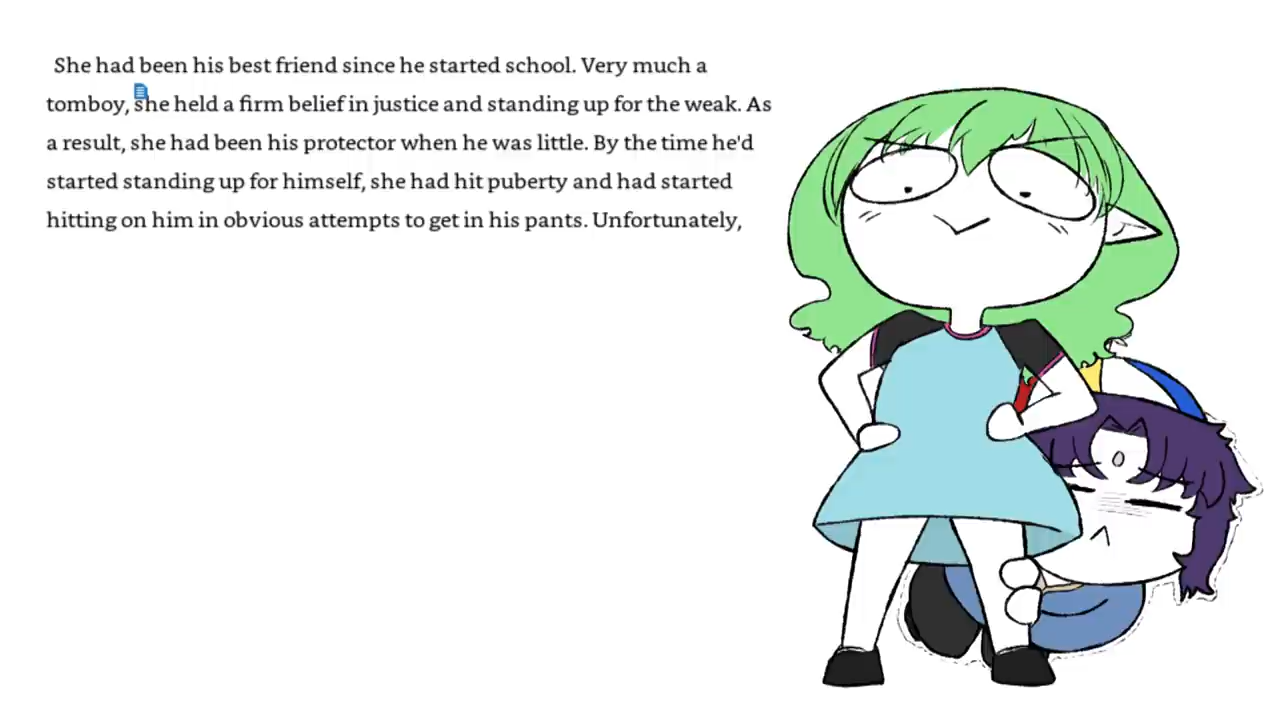 She had been his best friend since he started school. Very much a
tomboy, she held a firm belief in justice and standing up for the weak. As
a result, she had been his protector when he was little. By the time he'd
started standing up for himself, she had hit puberty and had started
hitting on him in obvious attempts to get in his pants. Unfortunately,